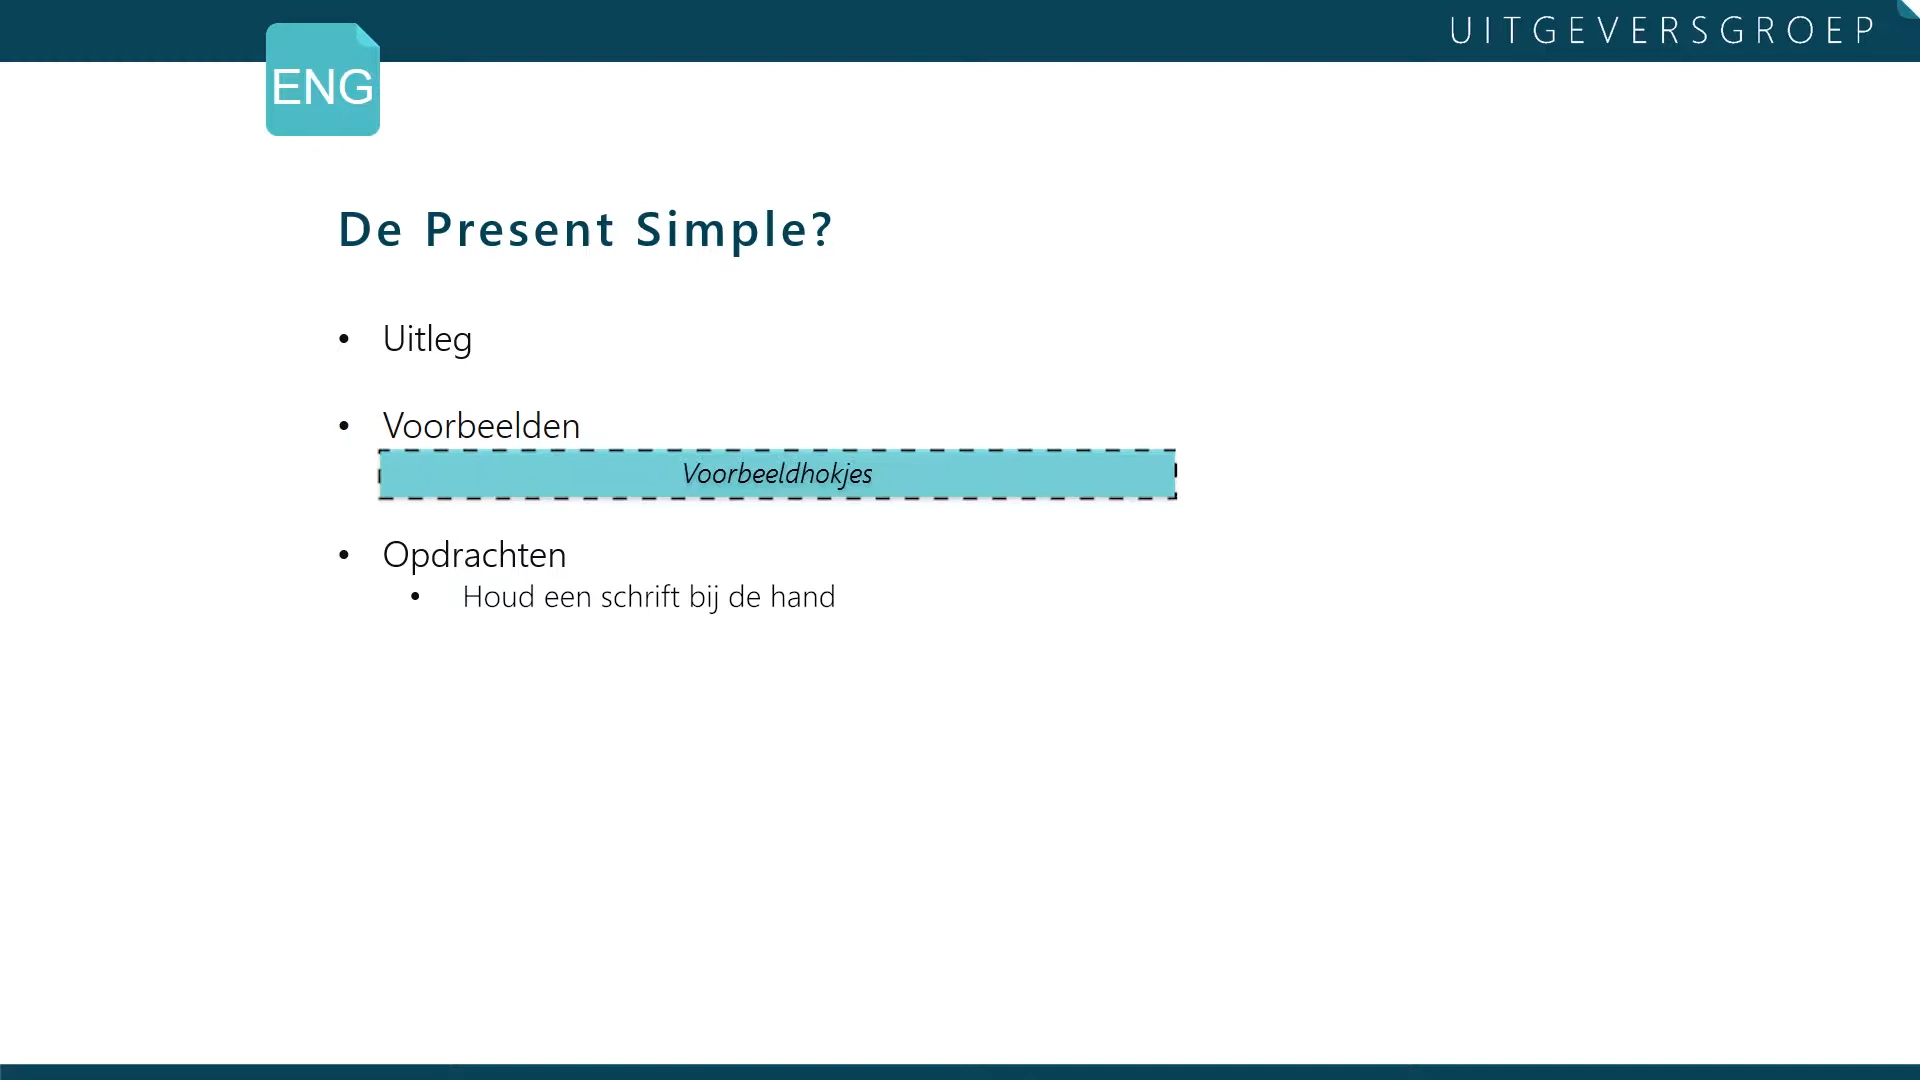 UITGEVERSGROEP
ENG
De Present Simple?
• Uitleg
• Voorbeelden
Voorbeeldhokjes
• Opdrachten
• Houd een schrift bij de hand